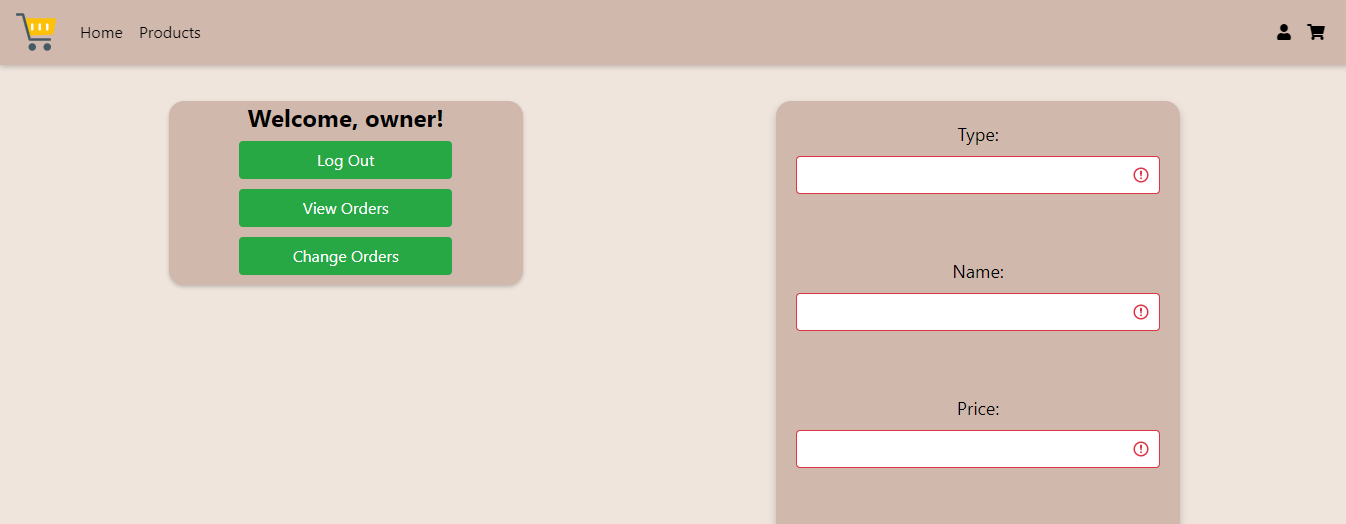 Home Products
Welcome, owner!
Log Out
View Orders
Change Orders
Type:
Name:
Price: